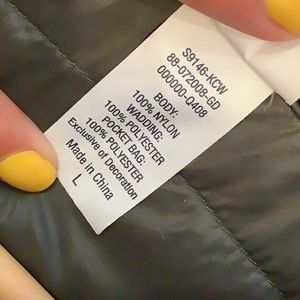 S9146-KCW
88-072008-GD
000000-0408
BODY:
100% NYLON
WADDING:
100% POLYESTER
POCKET BAG:
100% POLYESTER
Exclusive of Decoration
Made in China
L